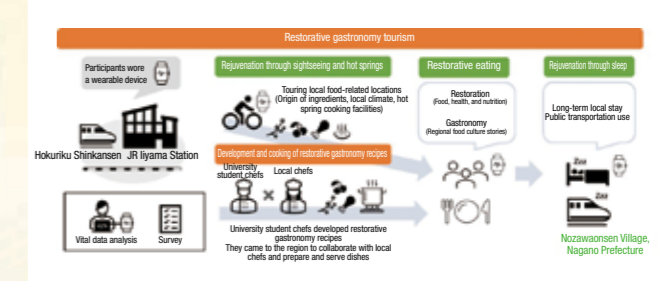 Restorative gastronomy tourism
Participants wore
a wearable device
Hokuriku Shinkansen JR Iiyama Station
Vital data analysis
Survey
Rejuvenation through sightseeing and hot springs
Touring local food-related locations
(Origin of ingredients, local climate, hot
spring cooking facilities)
Development and cooking of restorative gastronomy recipes
University
student chefs
Local chefs
University student chefs developed restorative
gastronomy recipes
They came to the region to collaborate with local
chefs and prepare and serve dishes
Restorative eating
Restoration
(Food, health, and nutrition)
Gastronomy
(Regional food culture stories)
Rejuvenation through sleep
Long-term local stay
Public transportation use
Zzz
Zzz
Nozawaonsen Village,
Nagano Prefecture